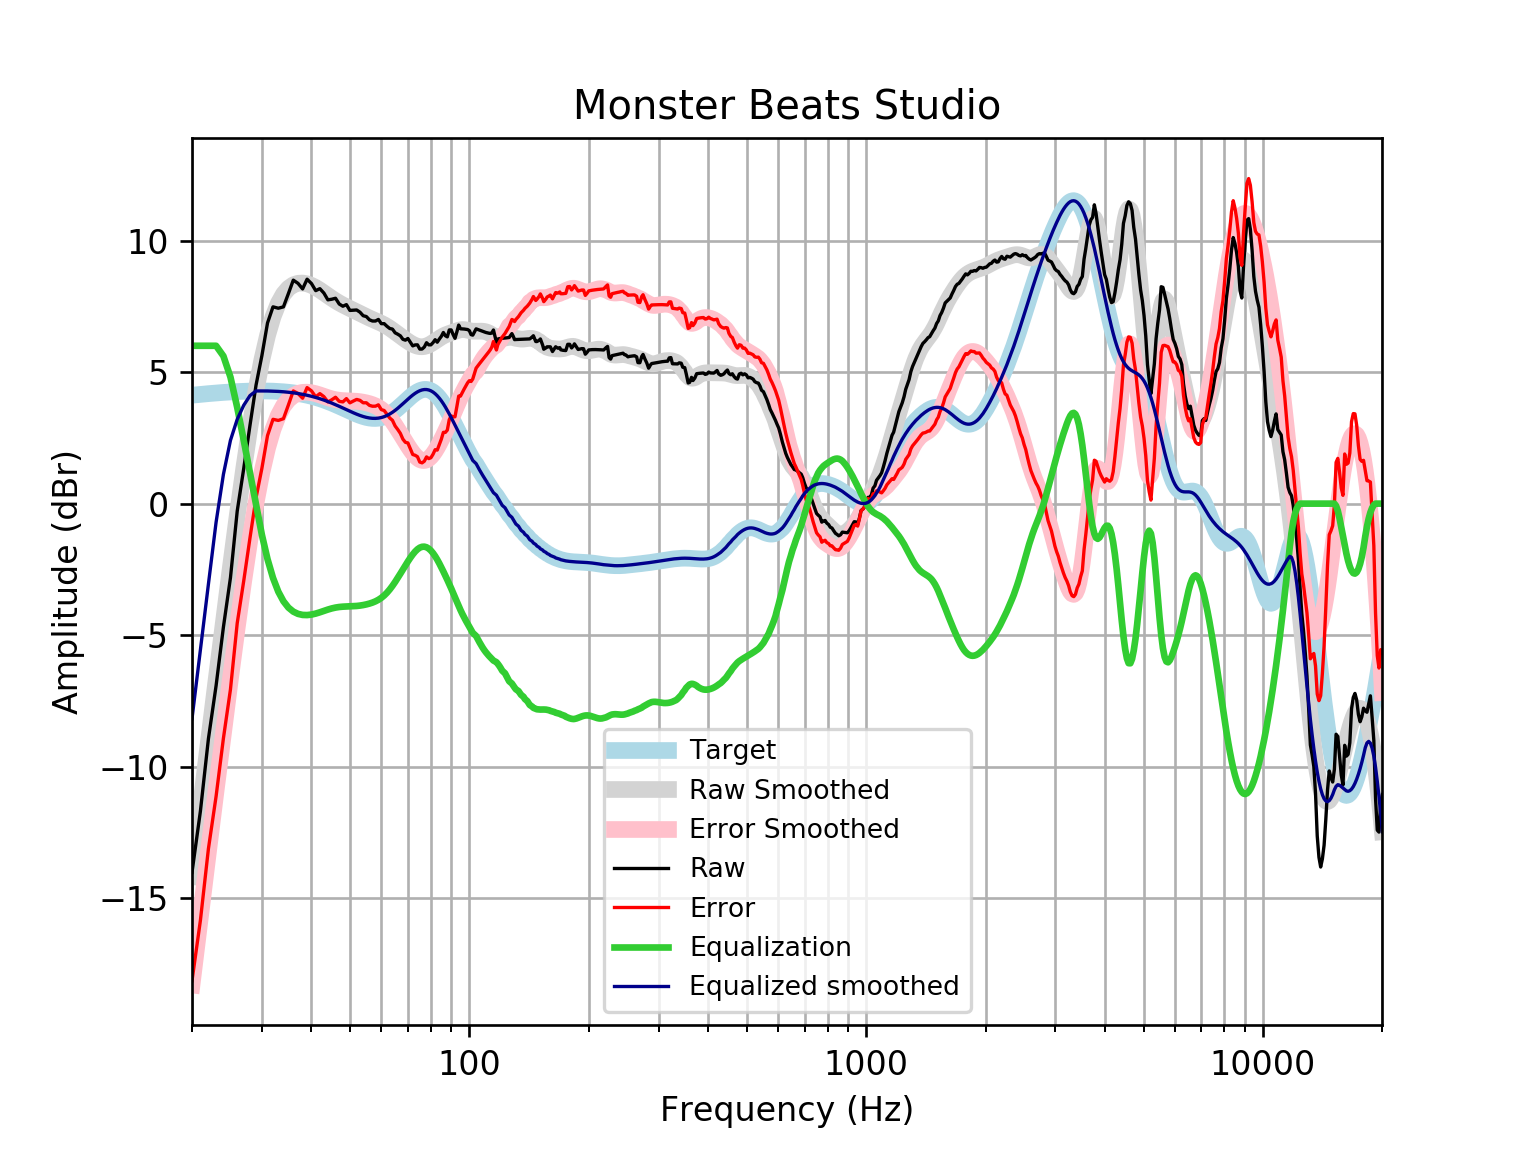 Monster Beats Studio
Amplitude (dBr)
10
5
0
−5
−10
−15
Target
Raw Smoothed
Error Smoothed
Raw
Error
Equalization
Equalized smoothed
100
1000
10000
Frequency (Hz)